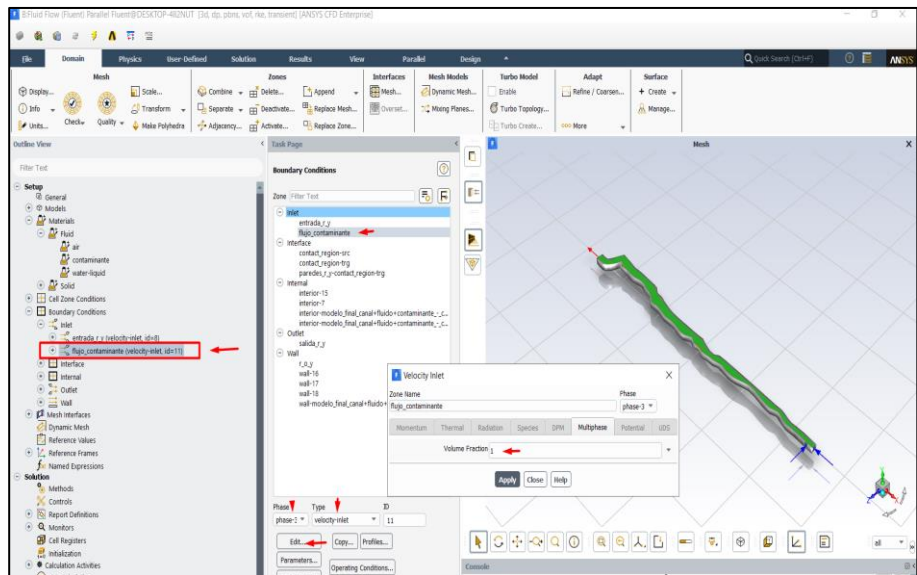 B:Fluid Flow (Fluent) Parallel Fluent@DESKTOP-482NUT [3d, dp, pbns, vof, rke, transient] [ANSYS CFD Enterprise]
File Domain Physics User-Defined Solution Results View Parallel Design Quick Search (Ctrl+F) ANSYS
Mesh Zones Interfaces Mesh Models Turbo Model Adapt Surface
Display... Scale... Combine Delete... Append Mesh... Dynamic Mesh... Enable Refine / Coarsen... + Create
Info Check Quality Transform Separate Deactivate... Replace Mesh... Overset... Mixing Planes... Turbo Topology... Manage...
Units... Make Polyhedra Adjacency... Activate... Replace Zone... Turbo Create... More
Outline View
Filter Text
Setup
General
Models
Materials
Fluid
air
contaminante
water-liquid
Solid
Cell Zone Conditions
Boundary Conditions
Inlet
entrada_r_y (velocity-inlet, id=8)
flujo_contaminante (velocity-inlet, id=11)
Interface
Internal
Outlet
Wall
Mesh Interfaces
Dynamic Mesh
Reference Values
Reference Frames
Named Expressions
Solution
Methods
Controls
Report Definitions
Monitors
Cell Registers
Initialization
Calculation Activities
Task Page
Boundary Conditions
Zone Filter Text
Inlet
entrada_r_y
flujo_contaminante
Interface
contact_region-src
contact_region-trg
paredes_r_y-contact_region-trg
Internal
interior-15
interior-7
interior-modelo_final_canal+fluido+contaminante_-_c...
interior-modelo_final_canal+fluido+contaminante_-_c...
Outlet
salida_r_y
Wall
r_o_y
wall-16
wall-17
wall-18
wall-modelo_final_canal+fluido+
Phase Type ID
velocity-inlet 11
Edit... Copy... Profiles...
Parameters... Operating Conditions...
Mesh X
Velocity Inlet X
Zone Name Phase
flujo_contaminante phase-3
Momentum Thermal Radiation Species DPM Multiphase Potential UDS
Volume Fraction 1
Apply Close Help
all
Console